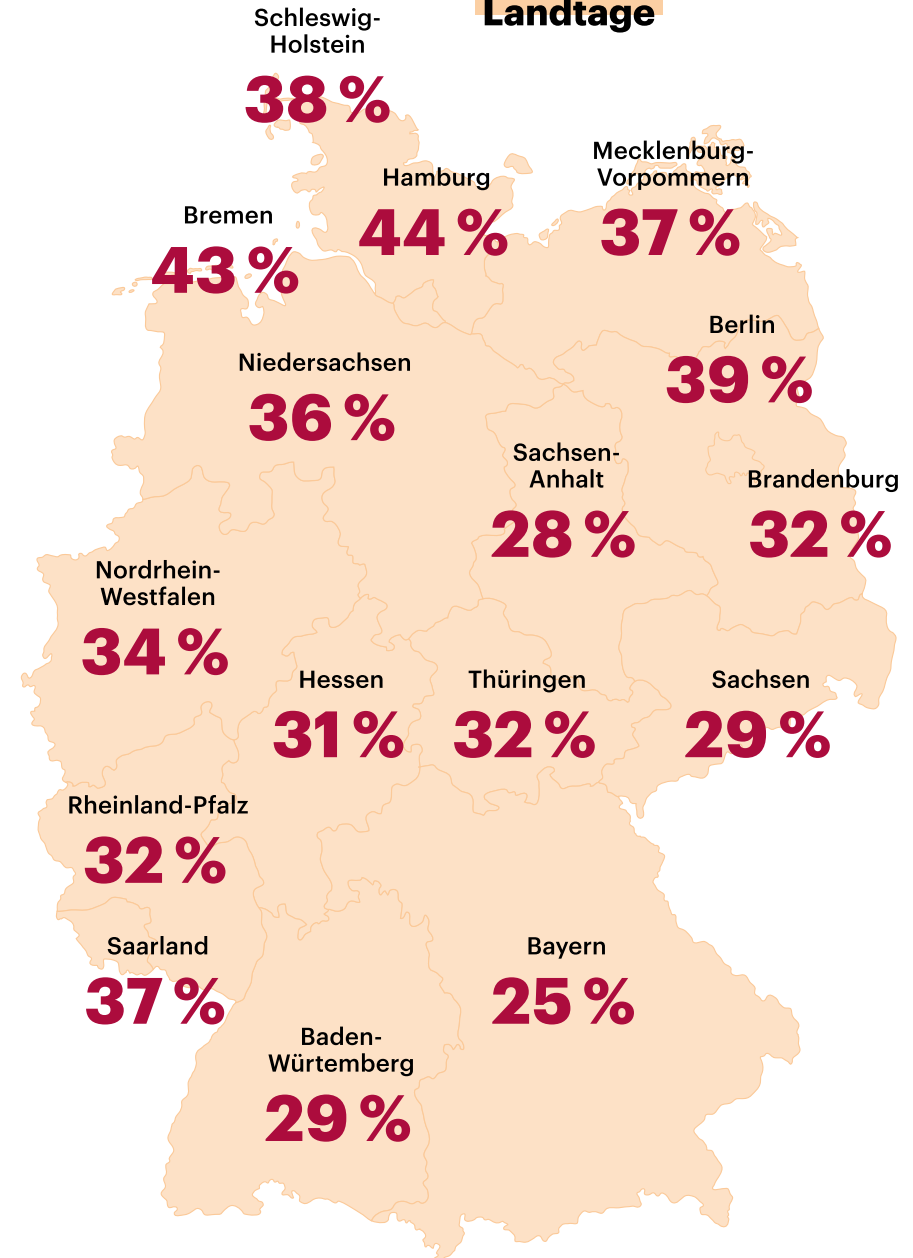 Landtage
Schleswig-
Holstein
38 %
Hamburg
44 %
Mecklenburg-
Vorpommern
37 %
Bremen
43 %
Berlin
39 %
Niedersachsen
36 %
Sachsen-
Anhalt
28 %
Brandenburg
32 %
Nordrhein-
Westfalen
34 %
Hessen
31 %
Thüringen
32 %
Sachsen
29 %
Rheinland-Pfalz
32 %
Saarland
37 %
Bayern
25 %
Baden-
Würtemberg
29 %